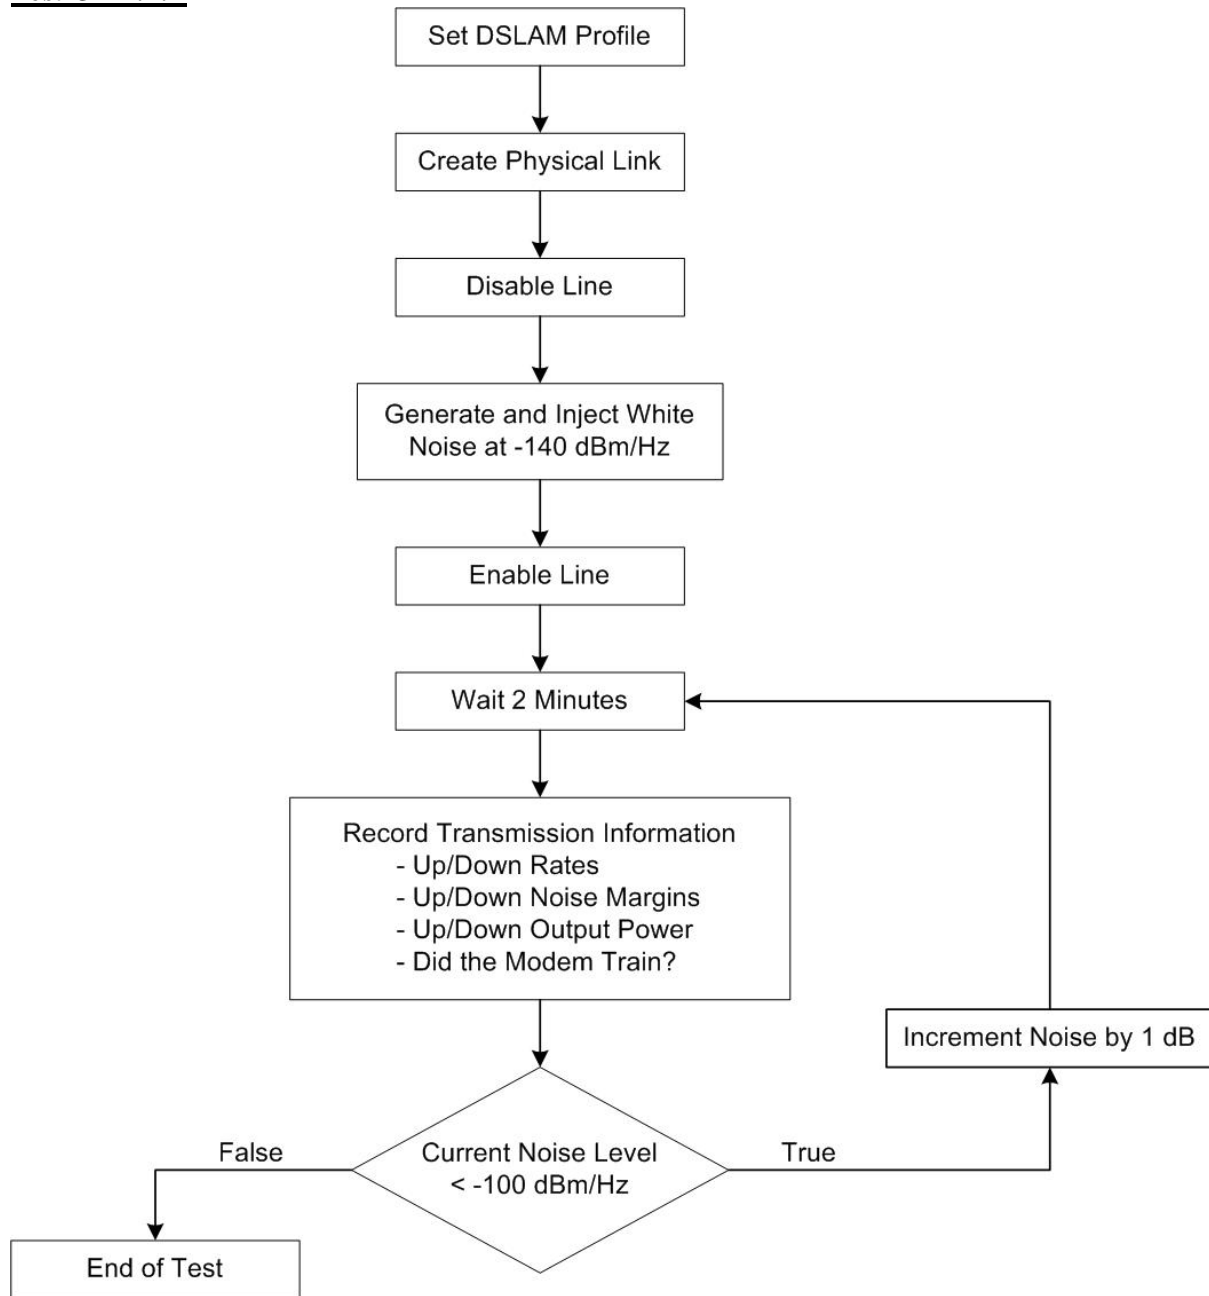 Set DSLAM Profile
Create Physical Link
Disable Line
Generate and Inject White
Noise at -140 dBm/Hz
Enable Line
Wait 2 Minutes
Record Transmission Information
- Up/Down Rates
- Up/Down Noise Margins
- Up/Down Output Power
- Did the Modem Train?
Increment Noise by 1 dB
Current Noise Level
< -100 dBm/Hz
False
True
End of Test